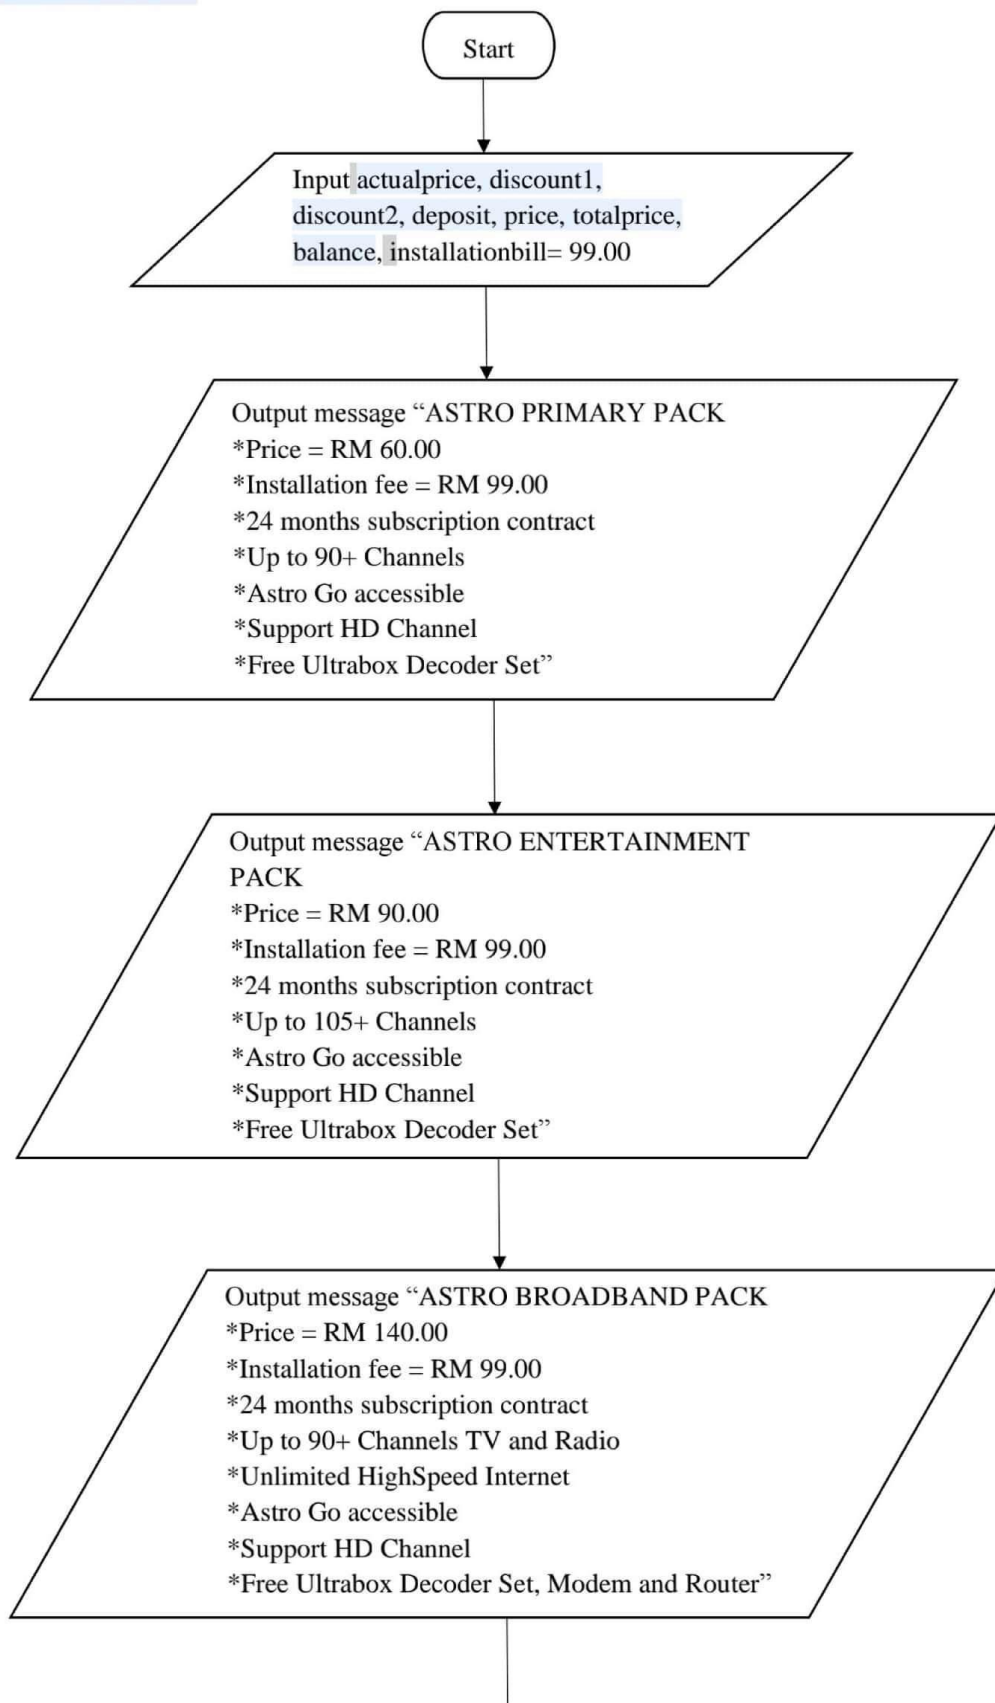 Start
Input actualprice, discount1,
discount2, deposit, price, totalprice,
balance, installationbill= 99.00
Output message “ASTRO PRIMARY PACK
*Price = RM 60.00
*Installation fee = RM 99.00
*24 months subscription contract
*Up to 90+ Channels
*Astro Go accessible
*Support HD Channel
*Free Ultrabox Decoder Set”
Output message “ASTRO ENTERTAINMENT
PACK
*Price = RM 90.00
*Installation fee = RM 99.00
*24 months subscription contract
*Up to 105+ Channels
*Astro Go accessible
*Support HD Channel
*Free Ultrabox Decoder Set”
Output message “ASTRO BROADBAND PACK
*Price = RM 140.00
*Installation fee = RM 99.00
*24 months subscription contract
*Up to 90+ Channels TV and Radio
*Unlimited HighSpeed Internet
*Astro Go accessible
*Support HD Channel
*Free Ultrabox Decoder Set, Modem and Router”